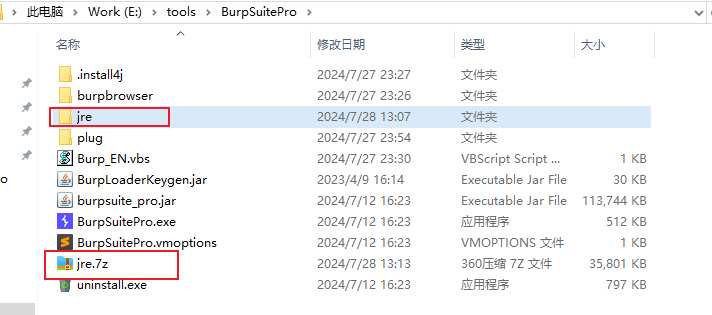 此电脑 > Work (E:) > tools > BurpSuitePro >
名称 修改日期 类型 大小
.install4j 2024/7/27 23:27 文件夹
burpbrowser 2024/7/27 23:26 文件夹
jre 2024/7/28 13:07 文件夹
plug 2024/7/27 23:54 文件夹
Burp_EN.vbs 2024/7/27 23:30 VBScript Script ... 1 KB
BurpLoaderKeygen.jar 2023/4/9 16:14 Executable Jar File 30 KB
burpsuite_pro.jar 2024/7/12 16:23 Executable Jar File 113,744 KB
BurpSuitePro.exe 2024/7/12 16:23 应用程序 512 KB
BurpSuitePro.vmoptions 2024/7/12 16:23 VMOPTIONS 文件 1 KB
jre.7z 2024/7/28 13:13 360压缩 7Z 文件 35,801 KB
uninstall.exe 2024/7/12 16:23 应用程序 797 KB